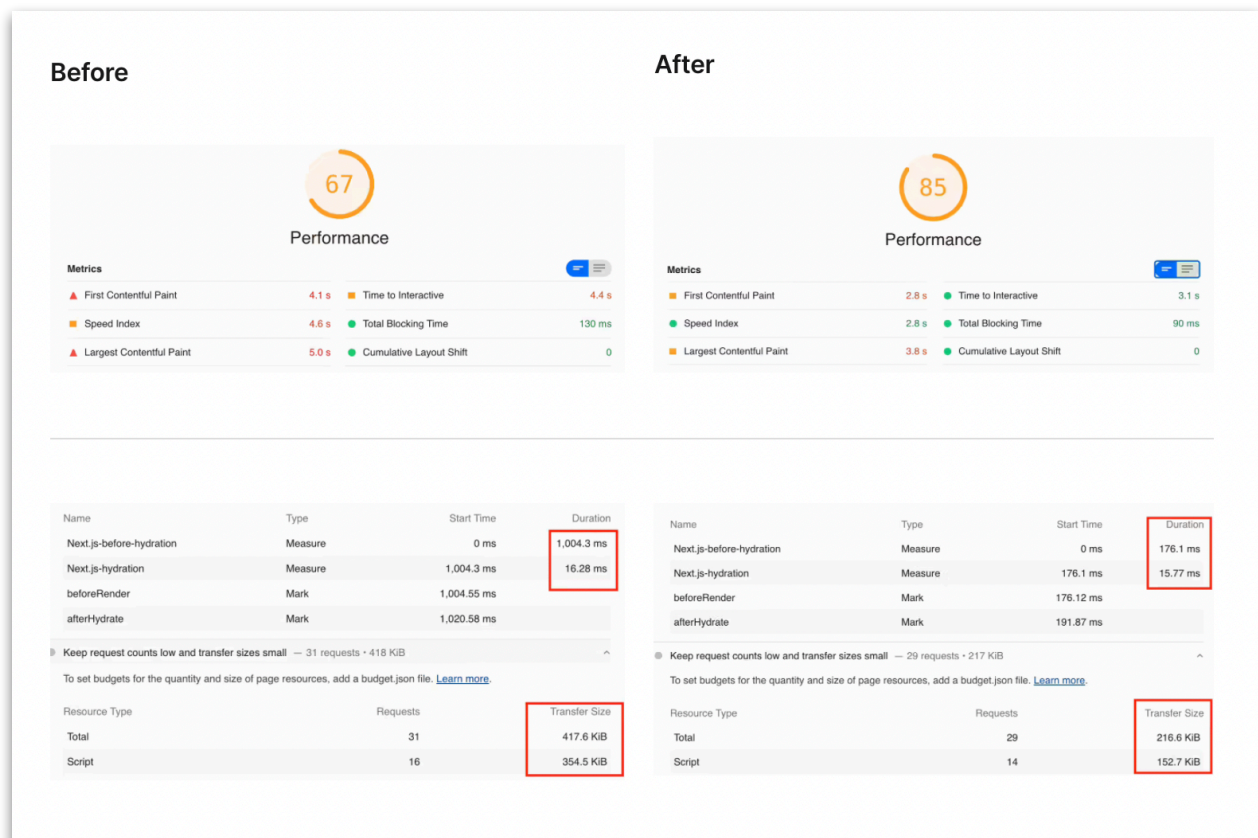 Before
67
Performance
Metrics
First Contentful Paint 4.1 s Time to Interactive 4.4 s
Speed Index 4.6 s Total Blocking Time 130 ms
Largest Contentful Paint 5.0 s Cumulative Layout Shift 0
After
85
Performance
Metrics
First Contentful Paint 2.8 s Time to Interactive 3.1 s
Speed Index 2.8 s Total Blocking Time 90 ms
Largest Contentful Paint 3.8 s Cumulative Layout Shift 0
Name Type Start Time Duration
Next.js-before-hydration Measure 0 ms 1,004.3 ms
Next.js-hydration Measure 1,004.3 ms 16.28 ms
beforeRender Mark 1,004.55 ms
afterHydrate Mark 1,020.58 ms
Keep request counts low and transfer sizes small — 31 requests • 418 KiB
To set budgets for the quantity and size of page resources, add a budget.json file. Learn more.
Resource Type Requests Transfer Size
Total 31 417.6 KiB
Script 16 354.5 KiB
Name Type Start Time Duration
Next.js-before-hydration Measure 0 ms 176.1 ms
Next.js-hydration Measure 176.1 ms 15.77 ms
beforeRender Mark 176.12 ms
afterHydrate Mark 191.87 ms
Keep request counts low and transfer sizes small — 29 requests • 217 KiB
To set budgets for the quantity and size of page resources, add a budget.json file. Learn more.
Resource Type Requests Transfer Size
Total 29 216.6 KiB
Script 14 152.7 KiB